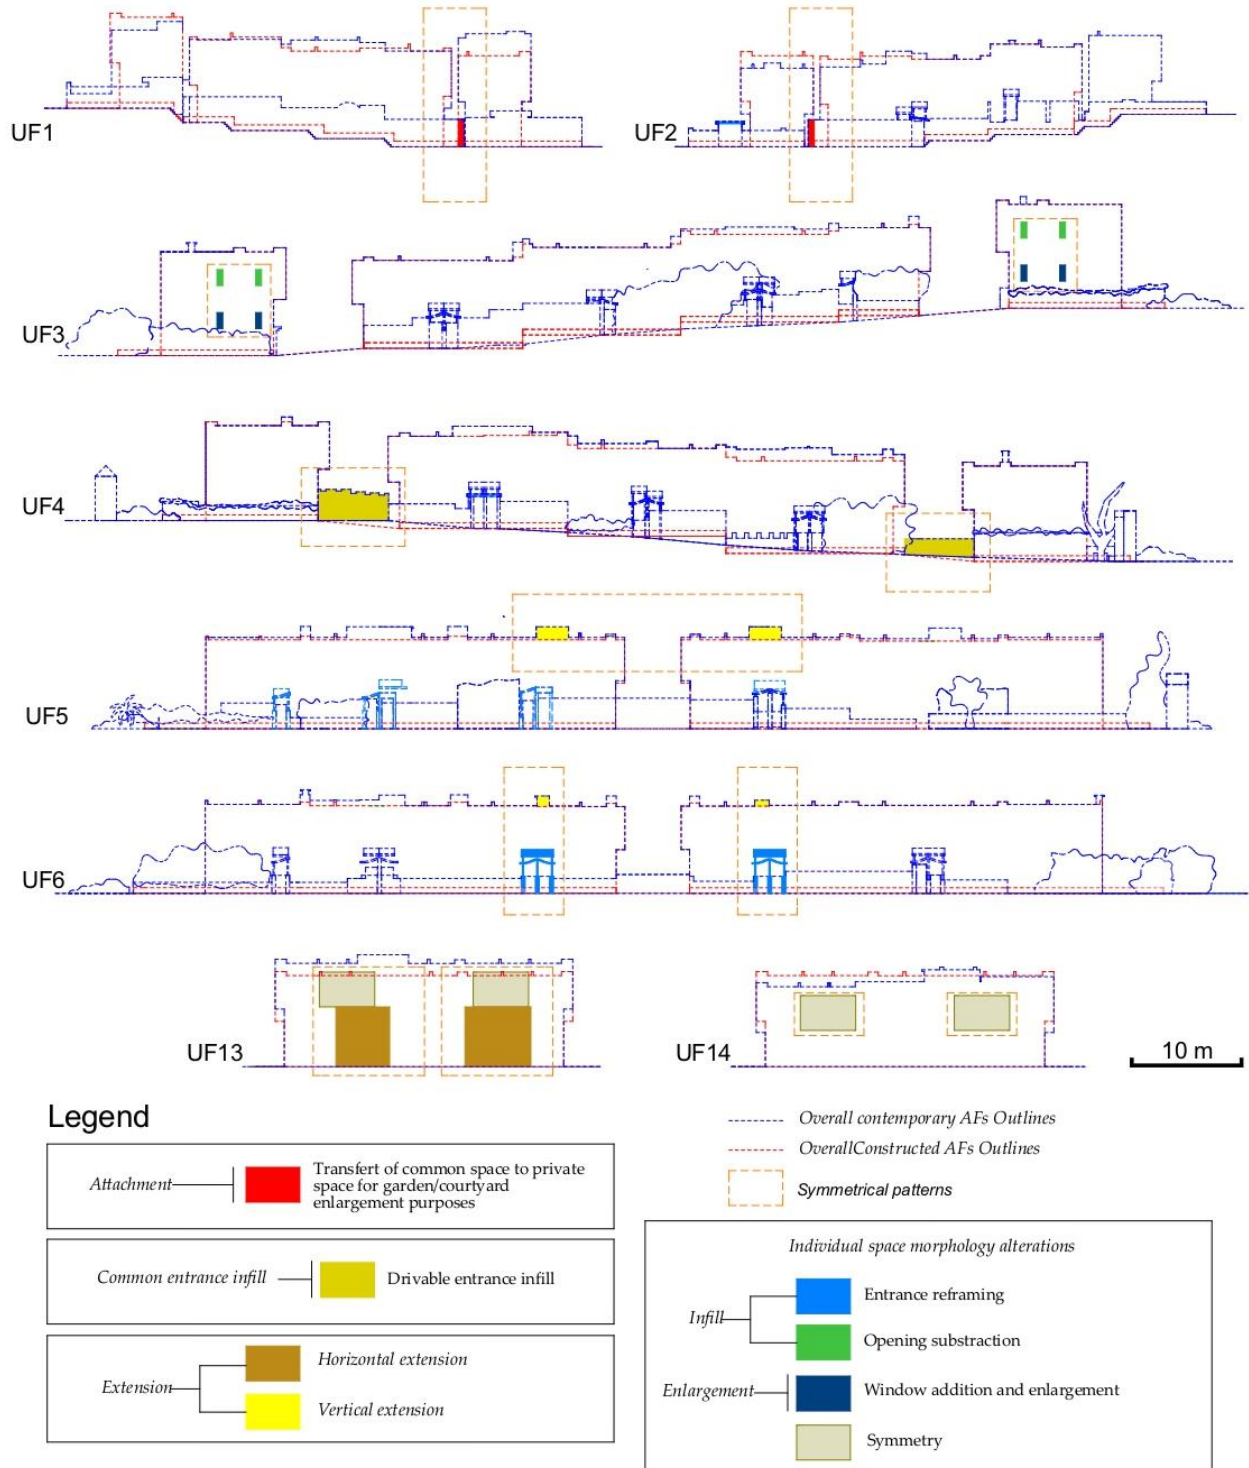 UF1
UF2
UF3
UF4
UF5
UF6
UF13
UF14
10 m
Legend
Attachment
Transfert of common space to private
space for garden/courtyard
enlargement purposes
Common entrance infill
Drivable entrance infill
Extension
Horizontal extension
Vertical extension
Overall contemporary AFs Outlines
OverallConstructed AFs Outlines
Symmetrical patterns
Individual space morphology alterations
Infill
Entrance reframing
Opening substraction
Enlargement
Window addition and enlargement
Symmetry